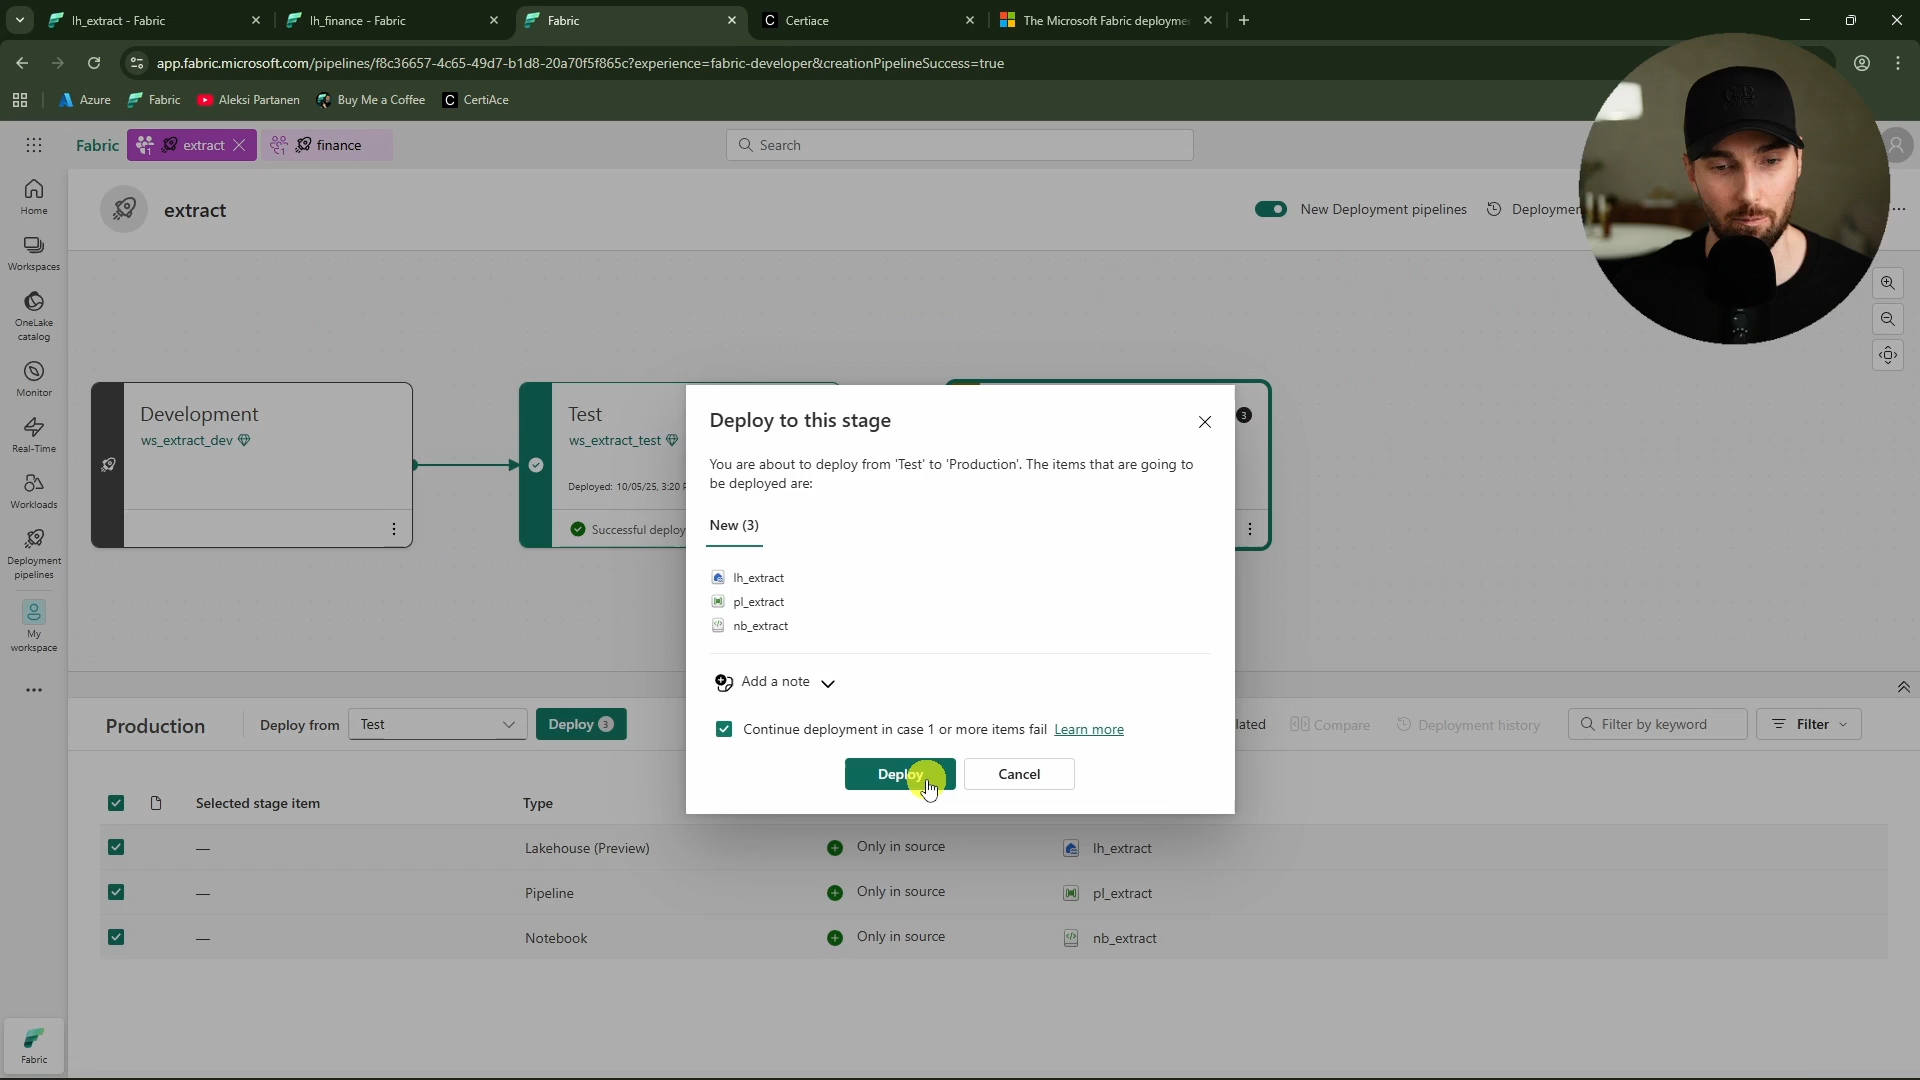 lh_extract - Fabric
lh_finance - Fabric
Fabric
C Certiace
The Microsoft Fabric deployme
app.fabric.microsoft.com/pipelines/f8c36657-4c65-49d7-b1d8-20a70f5f865c?experience=fabric-developer&creationPipelineSuccess=true
Azure
Fabric
Aleksi Partanen
Buy Me a Coffee
C CertiAce
Fabric
extract
finance
Search
Home
Workspaces
OneLake
catalog
Monitor
Real-Time
Workloads
Deployment
pipelines
My
workspace
Fabric
extract
New Deployment pipelines
Deploymen
Development
ws_extract_dev
Test
ws_extract_test
Deployed: 10/05/25, 3:20 P
Successful deploy
3
Deploy to this stage
You are about to deploy from 'Test' to 'Production'. The items that are going to
be deployed are:
New (3)
lh_extract
pl_extract
nb_extract
Add a note
Continue deployment in case 1 or more items fail Learn more
Deploy
Cancel
Production
Deploy from
Test
Deploy 3
lated
Compare
Deployment history
Filter by keyword
Filter
Selected stage item
Type
Lakehouse (Preview)
Only in source
lh_extract
Pipeline
Only in source
pl_extract
Notebook
Only in source
nb_extract